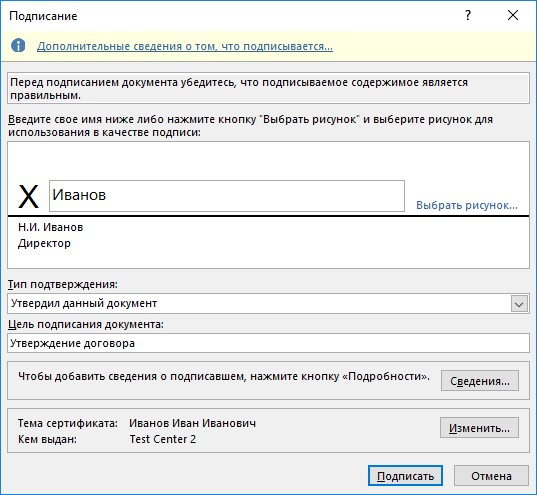 Подписание
?
Дополнительные сведения о том, что подписывается...
Перед подписанием документа убедитесь, что подписываемое содержимое является
правильным.
Введите свое имя ниже либо нажмите кнопку "Выбрать рисунок" и выберите рисунок для
использования в качестве подписи:
X Иванов
Выбрать рисунок...
Н.И. Иванов
Директор
Тип подтверждения:
Утвердил данный документ
Цель подписания документа:
Утверждение договора
Чтобы добавить сведения о подписавшем, нажмите кнопку «Подробности». Сведения...
Тема сертификата: Иванов Иван Иванович
Кем выдан: Test Center 2
Изменить...
Подписать Отмена